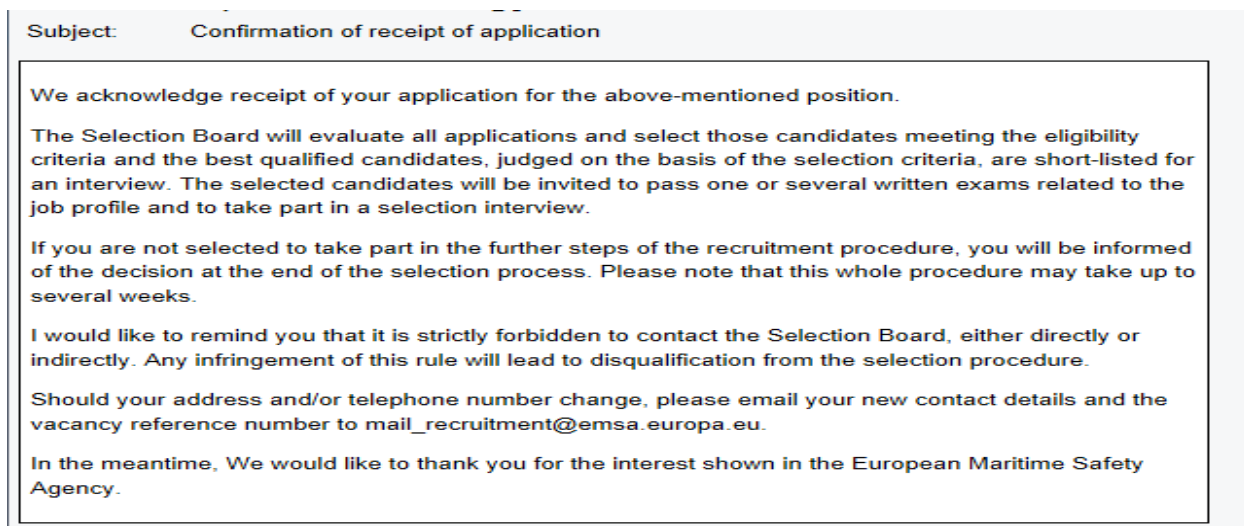 Subject: Confirmation of receipt of application
We acknowledge receipt of your application for the above-mentioned position.
The Selection Board will evaluate all applications and select those candidates meeting the eligibility
criteria and the best qualified candidates, judged on the basis of the selection criteria, are short-listed for
an interview. The selected candidates will be invited to pass one or several written exams related to the
job profile and to take part in a selection interview.
If you are not selected to take part in the further steps of the recruitment procedure, you will be informed
of the decision at the end of the selection process. Please note that this whole procedure may take up to
several weeks.
I would like to remind you that it is strictly forbidden to contact the Selection Board, either directly or
indirectly. Any infringement of this rule will lead to disqualification from the selection procedure.
Should your address and/or telephone number change, please email your new contact details and the
vacancy reference number to mail_recruitment@emsa.europa.eu.
In the meantime, We would like to thank you for the interest shown in the European Maritime Safety
Agency.